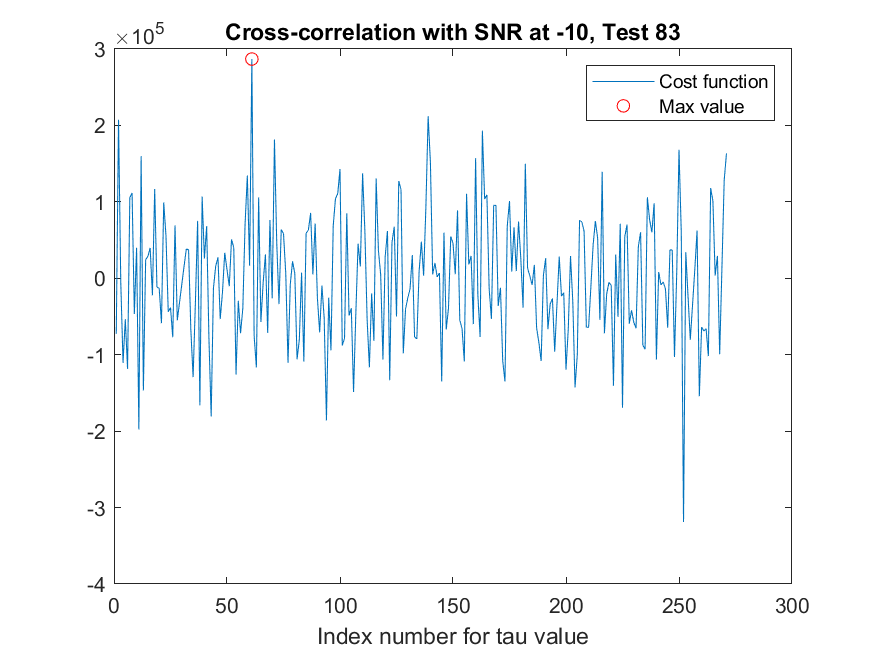 Cross-correlation with SNR at -10, Test 83
×10^5
3
2
1
0
-1
-2
-3
-4
0 50 100 150 200 250 300
Index number for tau value
Cost function
Max value